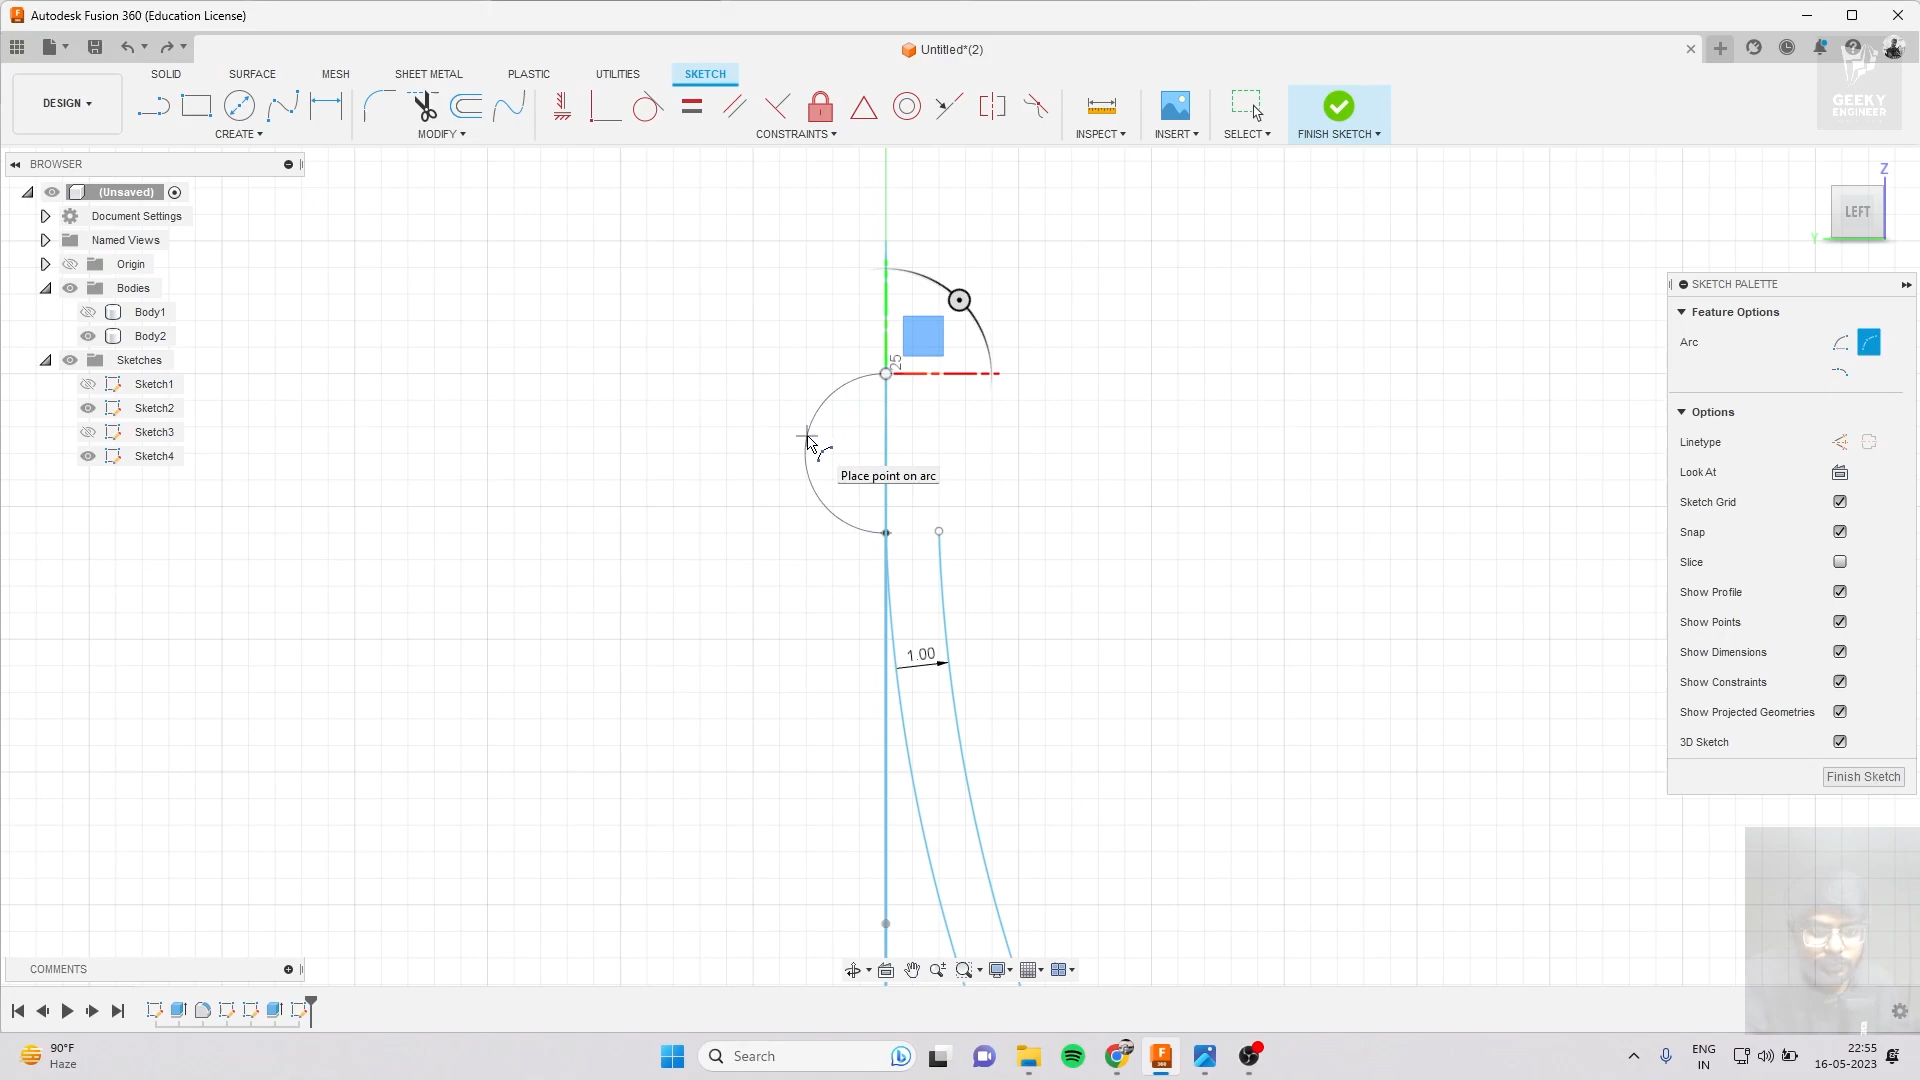 Autodesk Fusion 360 (Education License)
Untitled*(2)
SOLID SURFACE MESH SHEET METAL PLASTIC UTILITIES SKETCH
DESIGN
CREATE MODIFY CONSTRAINTS INSPECT INSERT SELECT FINISH SKETCH
GEEKY
ENGINEER
BROWSER
(Unsaved)
Document Settings
Named Views
Origin
Bodies
Body1
Body2
Sketches
Sketch1
Sketch2
Sketch3
Sketch4
Z
LEFT
Y
25
Place point on arc
1.00
SKETCH PALETTE
Feature Options
Arc
Options
Linetype
Look At
Sketch Grid
Snap
Slice
Show Profile
Show Points
Show Dimensions
Show Constraints
Show Projected Geometries
3D Sketch
Finish Sketch
COMMENTS
90°F
Haze
Search
ENG
IN
22:55
16-05-2023